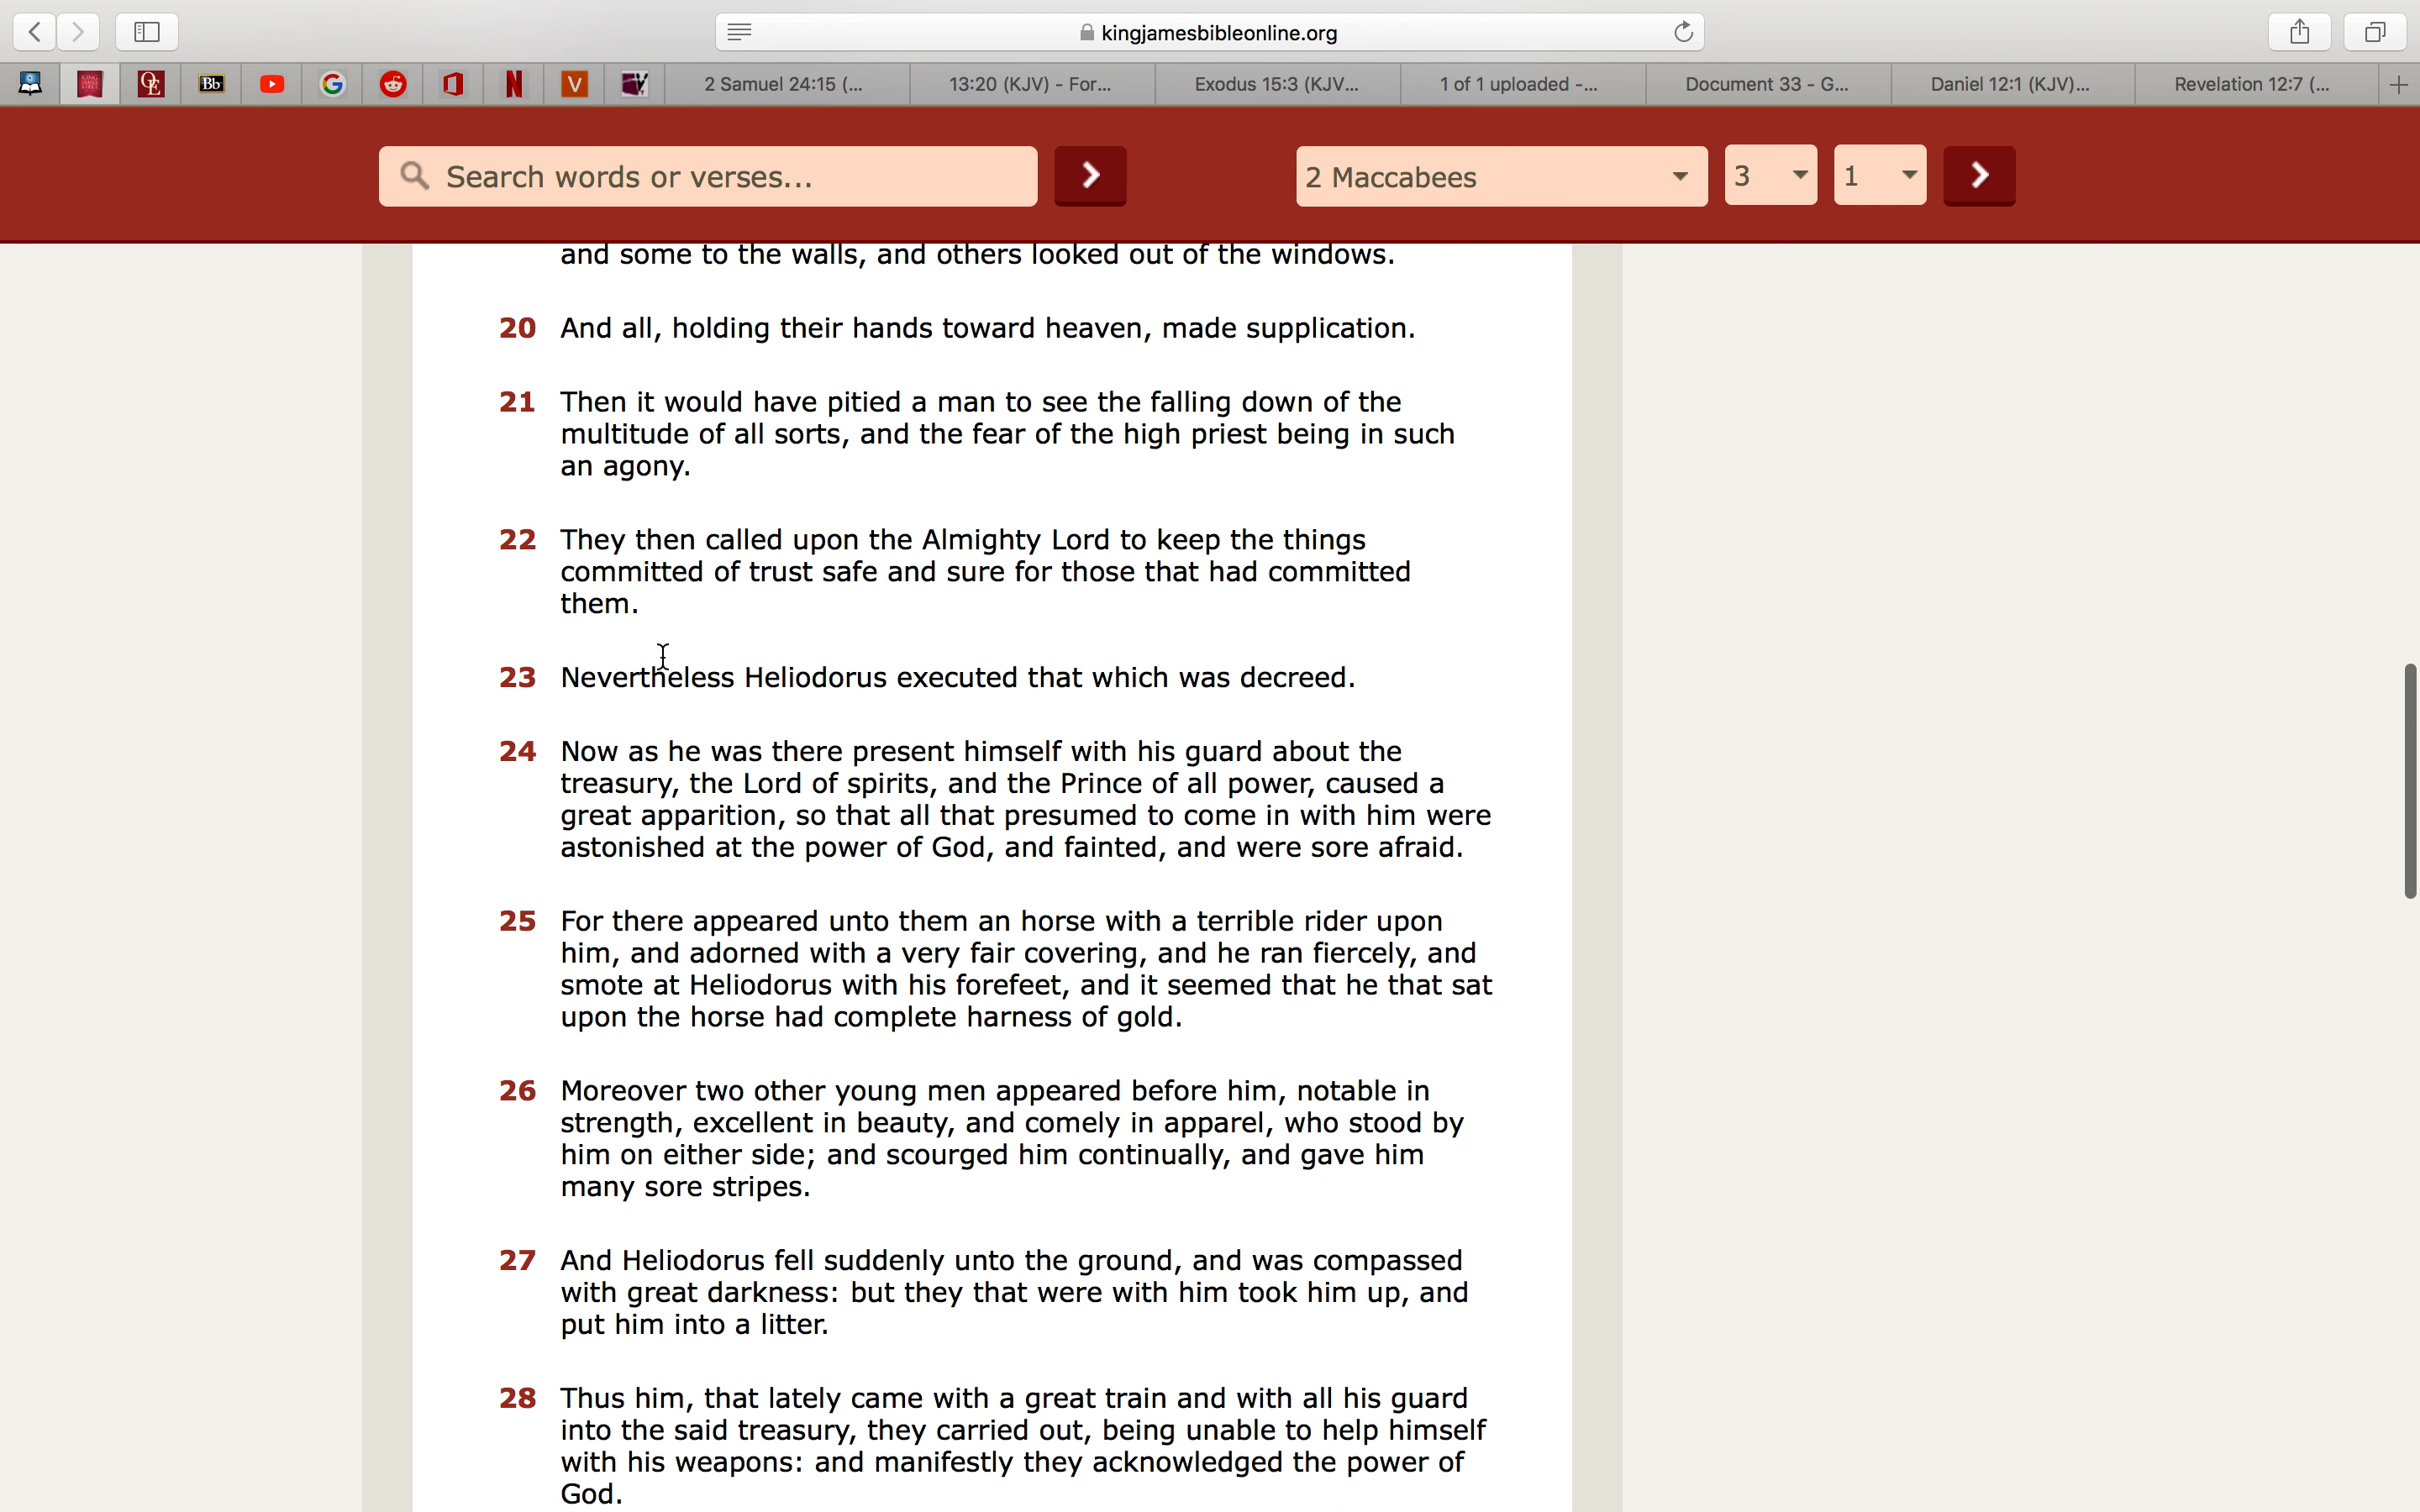 kingjamesbibleonline.org
Bb
2 Samuel 24:15 (...
13:20 (KJV) - For...
Exodus 15:3 (KJV...
1 of 1 uploaded -...
Document 33 - G...
Daniel 12:1 (KJV)...
Revelation 12:7 (...
Search words or verses...
2 Maccabees
3
1
and some to the walls, and others looked out of the windows.
20 And all, holding their hands toward heaven, made supplication.
21 Then it would have pitied a man to see the falling down of the
multitude of all sorts, and the fear of the high priest being in such
an agony.
22 They then called upon the Almighty Lord to keep the things
committed of trust safe and sure for those that had committed
them.
23 Nevertheless Heliodorus executed that which was decreed.
24 Now as he was there present himself with his guard about the
treasury, the Lord of spirits, and the Prince of all power, caused a
great apparition, so that all that presumed to come in with him were
astonished at the power of God, and fainted, and were sore afraid.
25 For there appeared unto them an horse with a terrible rider upon
him, and adorned with a very fair covering, and he ran fiercely, and
smote at Heliodorus with his forefeet, and it seemed that he that sat
upon the horse had complete harness of gold.
26 Moreover two other young men appeared before him, notable in
strength, excellent in beauty, and comely in apparel, who stood by
him on either side; and scourged him continually, and gave him
many sore stripes.
27 And Heliodorus fell suddenly unto the ground, and was compassed
with great darkness: but they that were with him took him up, and
put him into a litter.
28 Thus him, that lately came with a great train and with all his guard
into the said treasury, they carried out, being unable to help himself
with his weapons: and manifestly they acknowledged the power of
God.